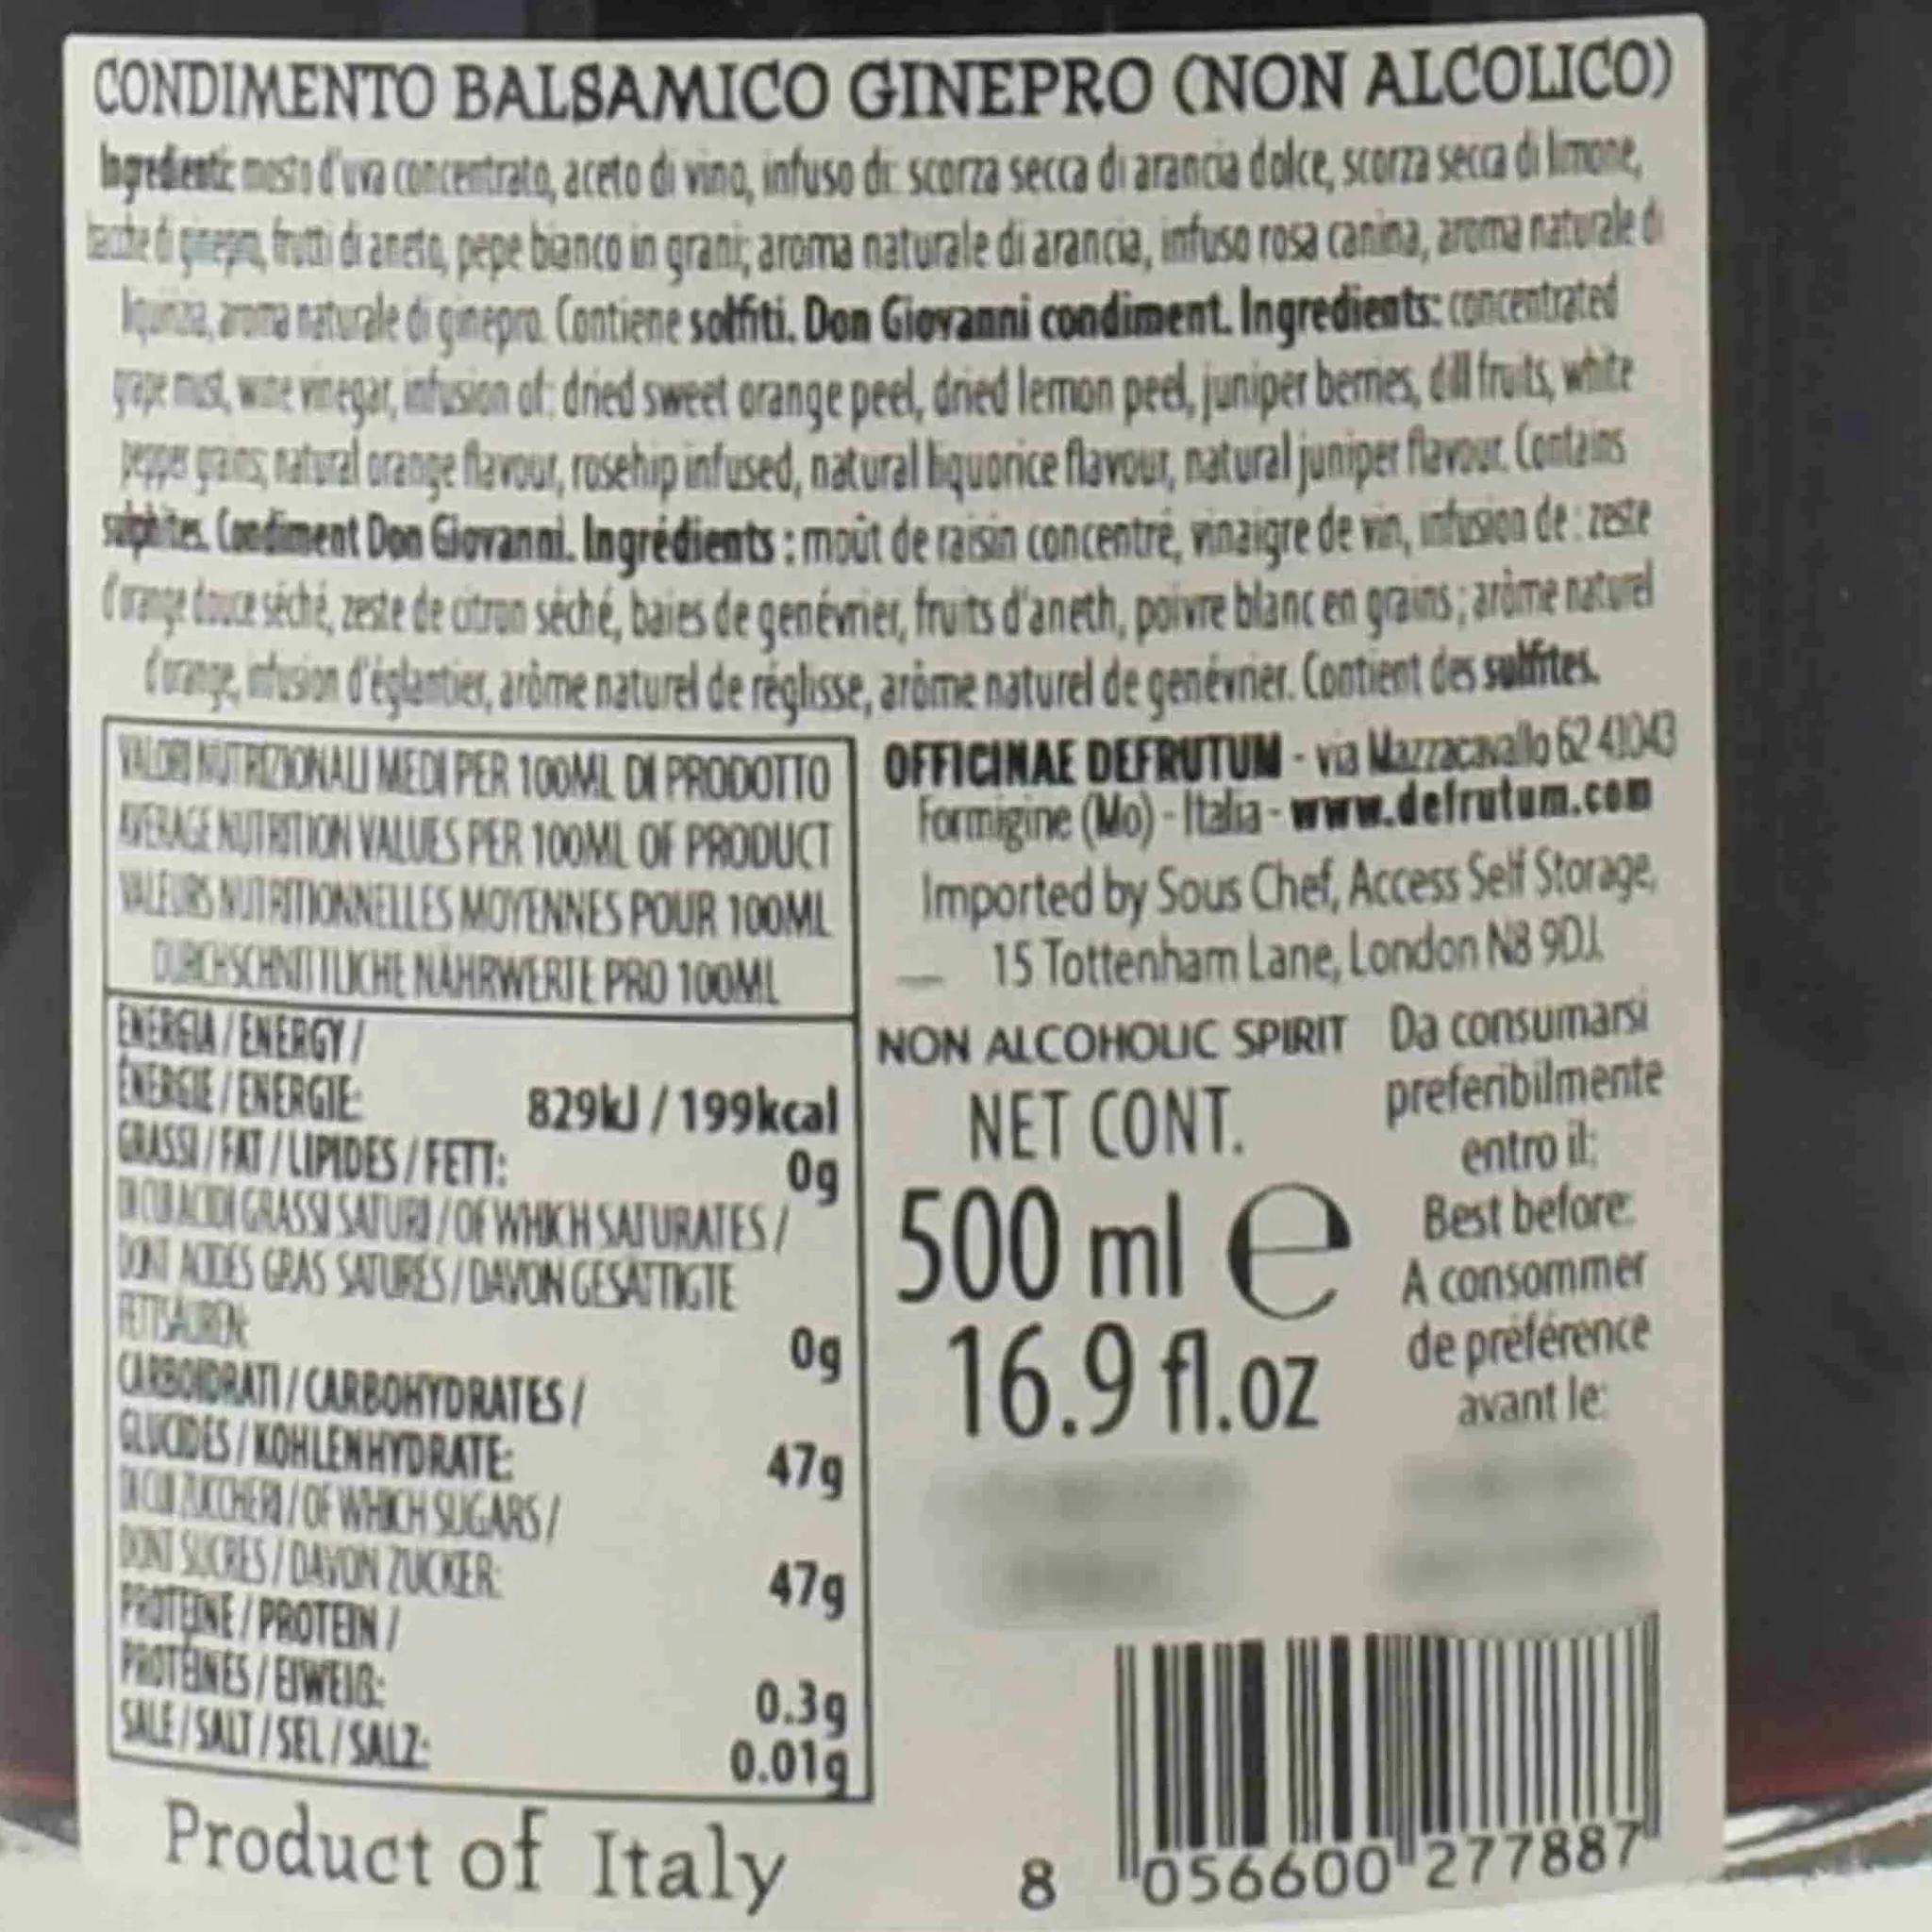 CONDIMENTO BALSAMICO GINEPRO (NON ALCOLICO)
Ingredienti: mosto d'uva concentrato, aceto di vino, infuso di: scorza secca di arancia dolce, scorza secca di limone,
bacche di ginepro, frutti di aneto, pepe bianco in grani; aroma naturale di arancia, infuso rosa canina, aroma naturale di
liquirizia, aroma naturale di ginepro. Contiene solfiti. Don Giovanni condiment. Ingredients: concentrated
grape must, wine vinegar, infusion of: dried sweet orange peel, dried lemon peel, juniper berries, dill fruits, white
pepper grains; natural orange flavour, rosehip infused, natural liquorice flavour, natural juniper flavour. Contains
sulphites. Condiment Don Giovanni. Ingrédients : moût de raisin concentré, vinaigre de vin, infusion de : zeste
d'orange douce séché, zeste de citron séché, baies de genévrier, fruits d'aneth, poivre blanc en grains ; arôme naturel
d'orange, infusion d'églantier, arôme naturel de réglisse, arôme naturel de genévrier. Contient des sulfites.
VALORI NUTRIZIONALI MEDI PER 100ML DI PRODOTTO
AVERAGE NUTRITION VALUES PER 100ML OF PRODUCT
VALEURS NUTRITIONNELLES MOYENNES POUR 100ML
DURCHSCHNITTLICHE NÄHRWERTE PRO 100ML
ENERGIA / ENERGY /
ÉNERGIE / ENERGIE: 829kJ / 199kcal
GRASSI / FAT / LIPIDES / FETT: 0g
DI CUI ACIDI GRASSI SATURI / OF WHICH SATURATES /
DONT ACIDES GRAS SATURÉS / DAVON GESÄTTIGTE
FETTSÄUREN: 0g
CARBOIDRATI / CARBOHYDRATES /
GLUCIDES / KOHLENHYDRATE: 47g
DI CUI ZUCCHERI / OF WHICH SUGARS /
DONT SUCRES / DAVON ZUCKER: 47g
PROTEINE / PROTEIN /
PROTÉINES / EIWEIß: 0.3g
SALE / SALT / SEL / SALZ: 0.01g
Product of Italy
OFFICINAE DEFRUTUM - via Mazzacavallo 62 41043
Formigine (Mo) - Italia - www.defrutum.com
Imported by Sous Chef, Access Self Storage,
15 Tottenham Lane, London N8 9DJ.
NON ALCOHOLIC SPIRIT
NET CONT.
500 ml e
16.9 fl.oz
Da consumarsi
preferibilmente
entro il:
Best before:
A consommer
de préférence
avant le:
8 056600 277887